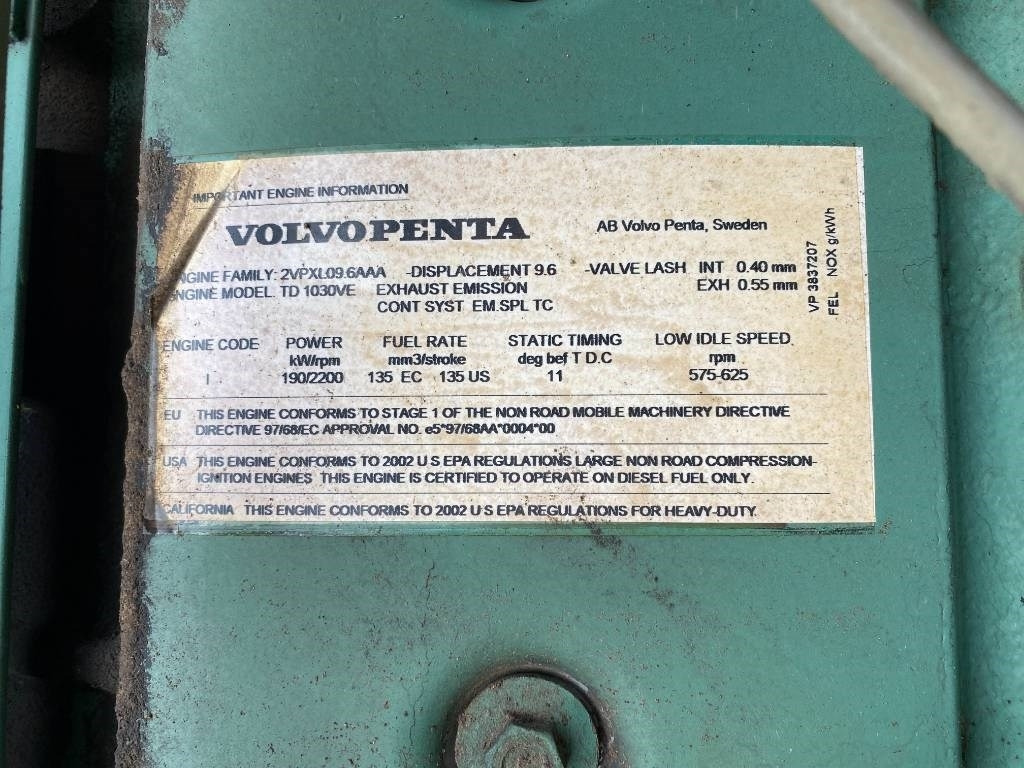 IMPORTANT ENGINE INFORMATION
VOLVO PENTA AB Volvo Penta, Sweden
ENGINE FAMILY: 2VPXL09.6AAA -DISPLACEMENT 9.6 -VALVE LASH INT 0.40 mm
ENGINE MODEL TD 1030VE EXHAUST EMISSION EXH 0.55 mm
CONT SYST EM.SPL TC
VP 3837207
FEL NOX g/kWh
ENGINE CODE POWER FUEL RATE STATIC TIMING LOW IDLE SPEED
kW/rpm mm3/stroke deg bef T D.C rpm
I 190/2200 135 EC 135 US 11 575-625
EU THIS ENGINE CONFORMS TO STAGE 1 OF THE NON ROAD MOBILE MACHINERY DIRECTIVE
DIRECTIVE 97/68/EC APPROVAL NO. e5*97/68AA*0004*00
USA THIS ENGINE CONFORMS TO 2002 U S EPA REGULATIONS LARGE NON ROAD COMPRESSION-
IGNITION ENGINES THIS ENGINE IS CERTIFIED TO OPERATE ON DIESEL FUEL ONLY.
CALIFORNIA THIS ENGINE CONFORMS TO 2002 U S EPA REGULATIONS FOR HEAVY-DUTY.